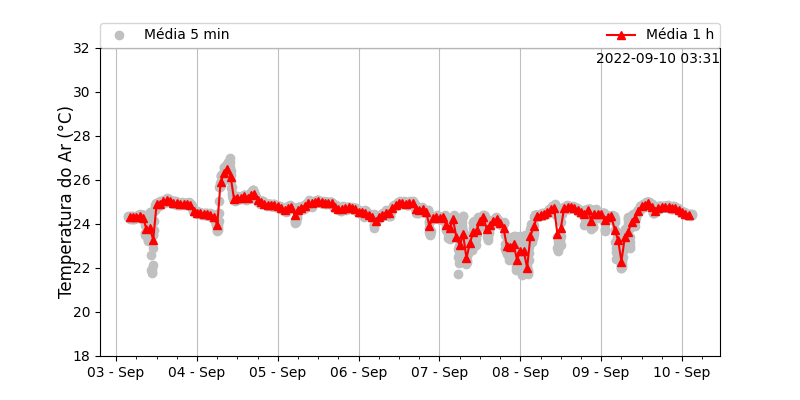 Média 5 min
Média 1 h
2022-09-10 03:31
Temperatura do Ar (°C)
32
30
28
26
24
22
20
18
03 - Sep
04 - Sep
05 - Sep
06 - Sep
07 - Sep
08 - Sep
09 - Sep
10 - Sep